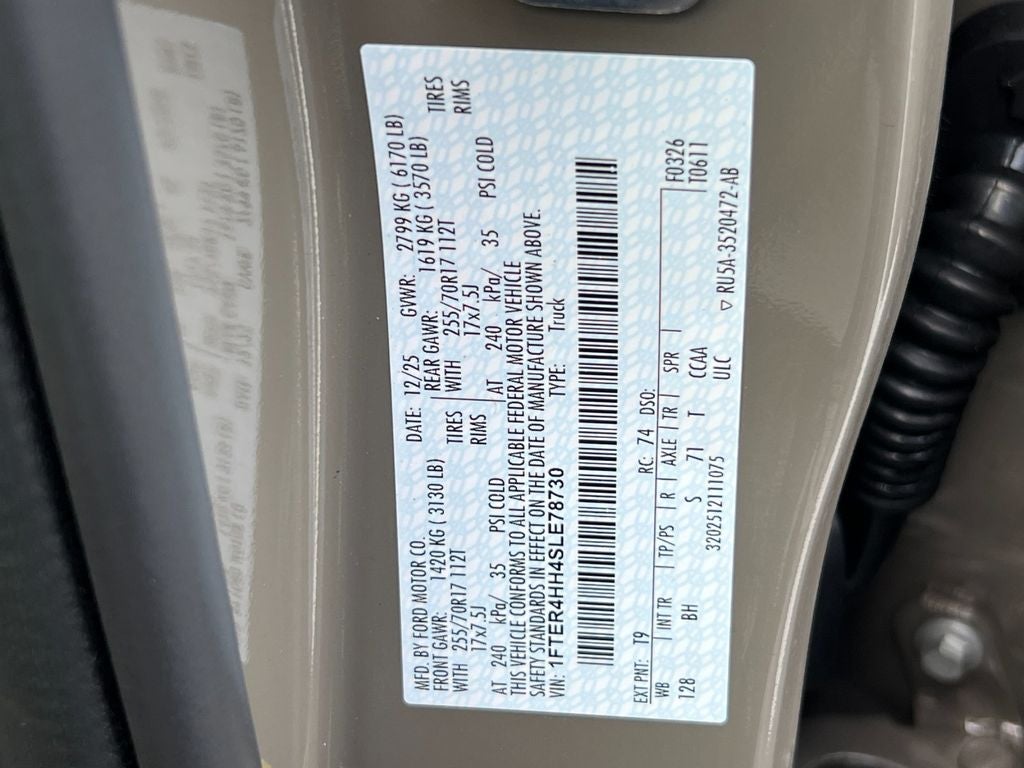 MFD. BY FORD MOTOR CO. DATE: 12/25 GVWR: 2799 KG ( 6170 LB)
FRONT GAWR: 1420 KG ( 3130 LB) REAR GAWR: 1619 KG ( 3570 LB)
WITH 255/70R17 112T TIRES WITH 255/70R17 112T TIRES
17x7.5J RIMS 17x7.5J RIMS
AT 240 kPa/ 35 PSI COLD AT 240 kPa/ 35 PSI COLD
THIS VEHICLE CONFORMS TO ALL APPLICABLE FEDERAL MOTOR VEHICLE
SAFETY STANDARDS IN EFFECT ON THE DATE OF MANUFACTURE SHOWN ABOVE.
VIN: 1FTER4HH4SLE78730 TYPE: Truck
EXT PNT: T9 RC: 74 DSO: F0326
WB INT TR TP/PS R AXLE TR SPR T0611
128 BH S 71 T CCAA
3202512111075 ULC ▽ RU5A-3520472-AB